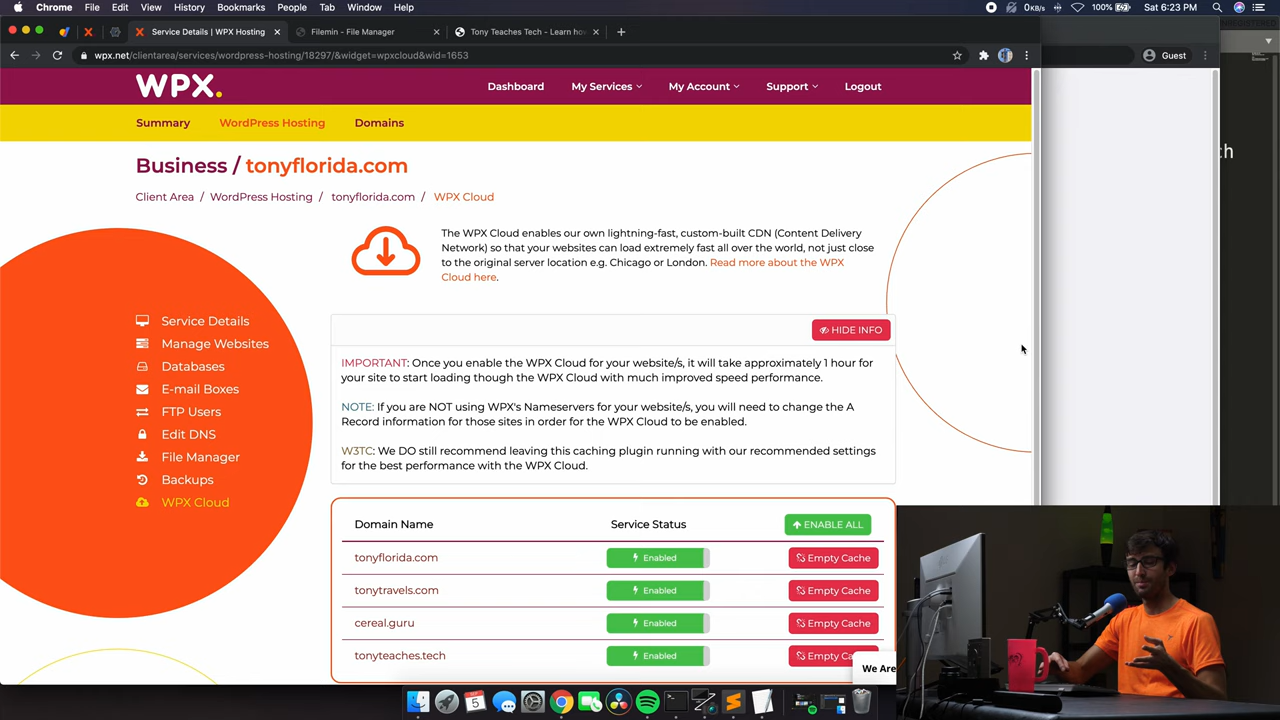 Chrome File Edit View History Bookmarks People Tab Window Help 0kB/s 100% Sat 6:23 PM
Service Details | WPX Hosting Filemin - File Manager Tony Teaches Tech - Learn how
wpx.net/clientarea/services/wordpress-hosting/18297/&widget=wpxcloud&wid=1653 Guest
WPX. Dashboard My Services My Account Support Logout
Summary WordPress Hosting Domains
Business / tonyflorida.com
Client Area / WordPress Hosting / tonyflorida.com / WPX Cloud
The WPX Cloud enables our own lightning-fast, custom-built CDN (Content Delivery
Network) so that your websites can load extremely fast all over the world, not just close
to the original server location e.g. Chicago or London. Read more about the WPX
Cloud here.
Service Details
Manage Websites
Databases
E-mail Boxes
FTP Users
Edit DNS
File Manager
Backups
WPX Cloud
HIDE INFO
IMPORTANT: Once you enable the WPX Cloud for your website/s, it will take approximately 1 hour for
your site to start loading though the WPX Cloud with much improved speed performance.
NOTE: If you are NOT using WPX's Nameservers for your website/s, you will need to change the A
Record information for those sites in order for the WPX Cloud to be enabled.
W3TC: We DO still recommend leaving this caching plugin running with our recommended settings
for the best performance with the WPX Cloud.
Domain Name Service Status ENABLE ALL
tonyflorida.com Enabled Empty Cache
tonytravels.com Enabled Empty Cache
cereal.guru Enabled Empty Cache
tonyteaches.tech Enabled Empty Ca
We Are